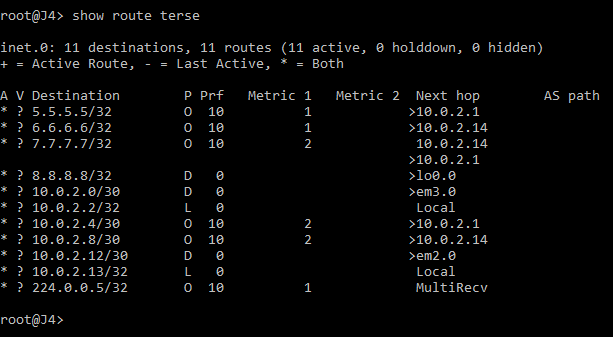 root@J4> show route terse

inet.0: 11 destinations, 11 routes (11 active, 0 holddown, 0 hidden)
+ = Active Route, - = Last Active, * = Both

A V Destination        P Prf   Metric 1   Metric 2  Next hop        AS path
* ? 5.5.5.5/32         O  10          1            >10.0.2.1
* ? 6.6.6.6/32         O  10          1            >10.0.2.14
* ? 7.7.7.7/32         O  10          2             10.0.2.14
                                                   >10.0.2.1
* ? 8.8.8.8/32         D   0                       >lo0.0
* ? 10.0.2.0/30        D   0                       >em3.0
* ? 10.0.2.2/32        L   0                        Local
* ? 10.0.2.4/30        O  10          2            >10.0.2.1
* ? 10.0.2.8/30        O  10          2            >10.0.2.14
* ? 10.0.2.12/30       D   0                       >em2.0
* ? 10.0.2.13/32       L   0                        Local
* ? 224.0.0.5/32       O  10          1             MultiRecv

root@J4>